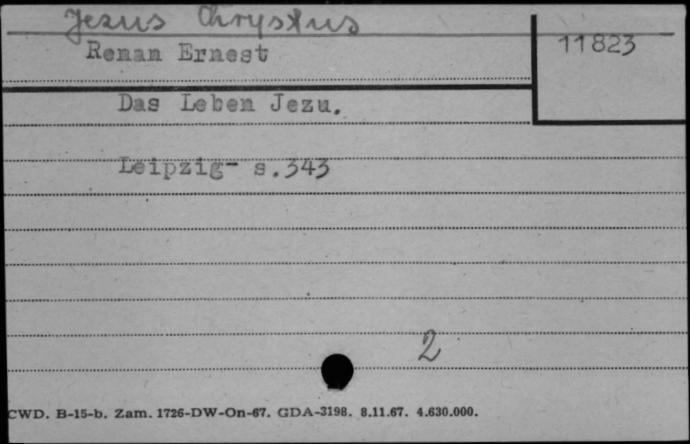 Jezus Chrystus
Renan Ernest
11823
Das Leben Jezu.
Leipzig- s.343
2
CWD. B-15-b. Zam. 1726-DW-On-67. GDA-3198. 8.11.67. 4.630.000.